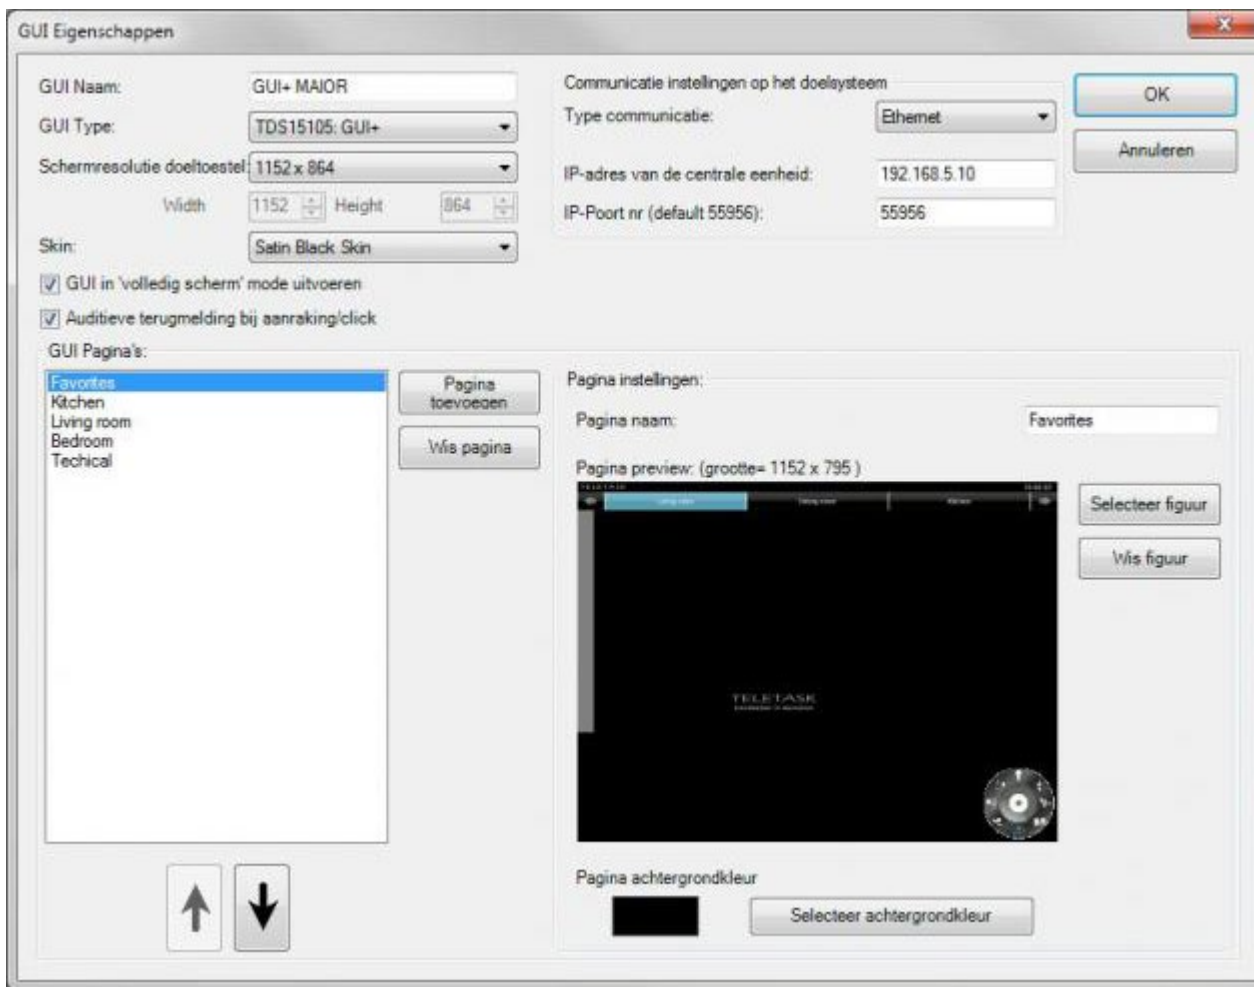 GUI Eigenschappen
GUI Naam: GUI+ MAIOR
GUI Type: TDS15105: GUI+
Schermresolutie doeltoestel: 1152 x 864
Width 1152 Height 864
Skin: Satin Black Skin
GUI in 'volledig scherm' mode uitvoeren
Auditieve terugmelding bij aanraking/click
Communicatie instellingen op het doelsysteem
Type communicatie: Ethernet
IP-adres van de centrale eenheid: 192.168.5.10
IP-Poort nr (default 55956): 55956
OK
Annuleren
GUI Pagina's:
Favorites
Kitchen
Living room
Bedroom
Techical
Pagina toevoegen
Wis pagina
Pagina instellingen:
Pagina naam: Favorites
Pagina preview: (grootte= 1152 x 795 )
TELETASK
TELETASK
Selecteer figuur
Wis figuur
Pagina achtergrondkleur
Selecteer achtergrondkleur